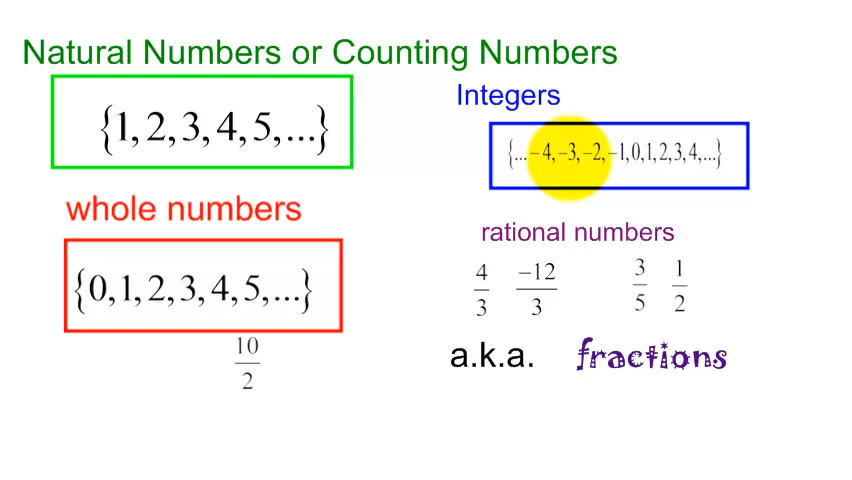 Natural Numbers or Counting Numbers
{1, 2, 3, 4, 5, ...}
whole numbers
{0, 1, 2, 3, 4, 5, ...}
10/2
Integers
{... −4, −3, −2, −1, 0, 1, 2, 3, 4, ...}
rational numbers
4/3 −12/3 3/5 1/2
a.k.a. fractions